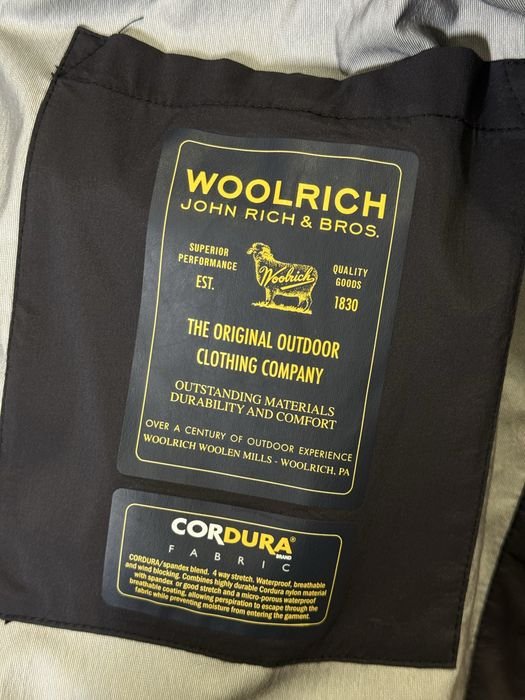 WOOLRICH
JOHN RICH & BROS.
SUPERIOR
PERFORMANCE
EST.
Woolrich
QUALITY
GOODS
1830
THE ORIGINAL OUTDOOR
CLOTHING COMPANY
OUTSTANDING MATERIALS
DURABILITY AND COMFORT
OVER A CENTURY OF OUTDOOR EXPERIENCE
WOOLRICH WOOLEN MILLS - WOOLRICH, PA
CORDURA®
BRAND
FABRIC
CORDURA/spandex blend. 4 way stretch. Waterproof, breathable
and wind blocking. Combines highly durable Cordura nylon material
with spandex or good stretch and a micro-porous waterproof
breathable coating, allowing perspiration to escape through the
fabric while preventing moisture from entering the garment.